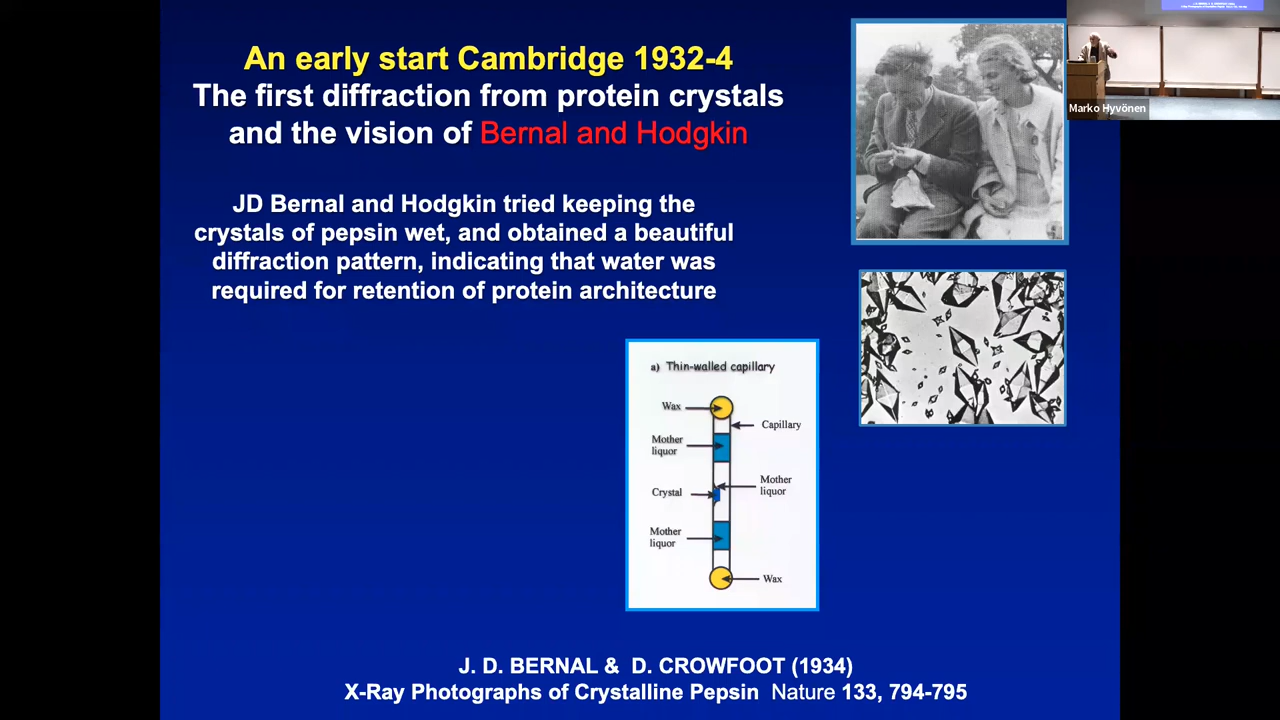 An early start Cambridge 1932-4
The first diffraction from protein crystals
and the vision of Bernal and Hodgkin
JD Bernal and Hodgkin tried keeping the
crystals of pepsin wet, and obtained a beautiful
diffraction pattern, indicating that water was
required for retention of protein architecture
Marko Hyvönen
a) Thin-walled capillary
Wax
Capillary
Mother
liquor
Mother
liquor
Crystal
Mother
liquor
Wax
J. D. BERNAL & D. CROWFOOT (1934)
X-Ray Photographs of Crystalline Pepsin Nature 133, 794-795